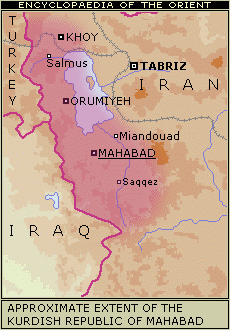 ENCYCLOPAEDIA OF THE ORIENT
TURKEY
KHOY
Salmus
TABRIZ
IRAN
ORUMIYEH
Miandouad
MAHABAD
Saqqez
IRAQ
APPROXIMATE EXTENT OF THE
KURDISH REPUBLIC OF MAHABAD